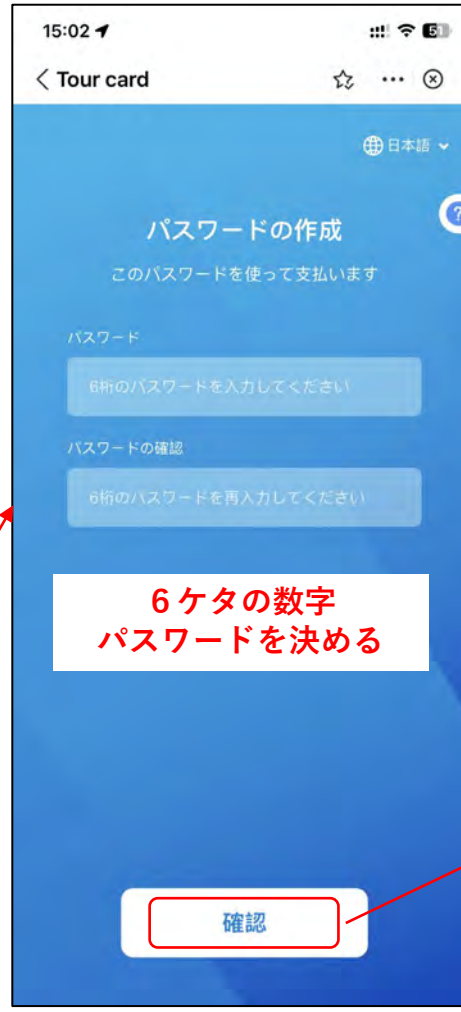 15:02
51
Tour card
日本語
?
パスワードの作成
このパスワードを使って支払います
パスワード
6桁のパスワードを入力してください
パスワードの確認
6桁のパスワードを再入力してください
６ケタの数字
パスワードを決める
確認